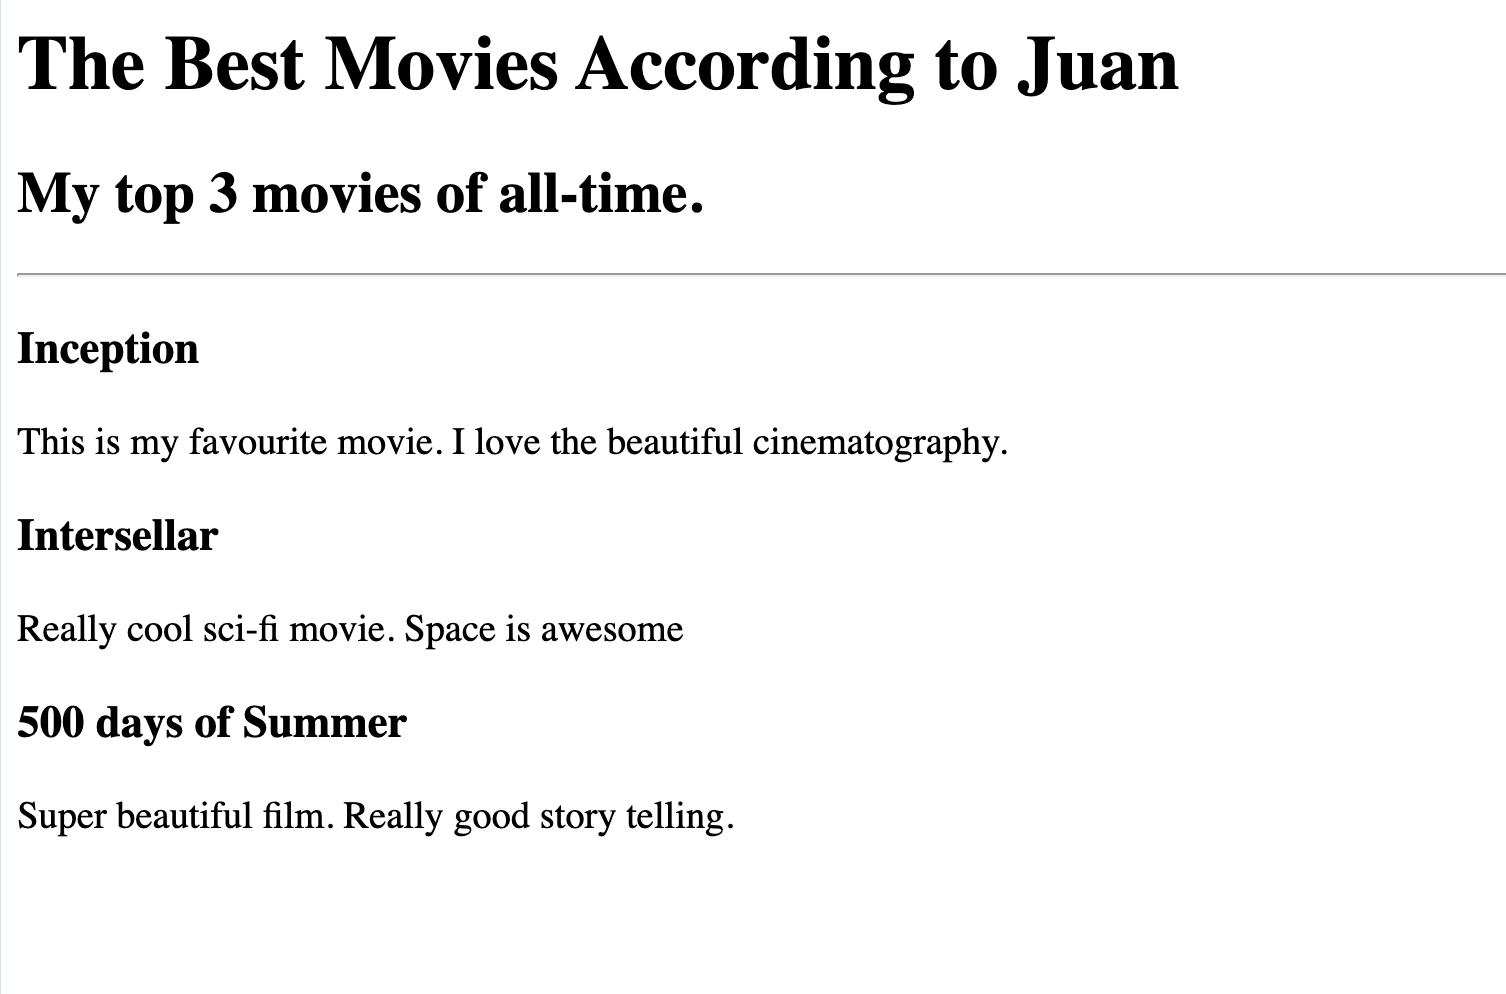 The Best Movies According to Juan
My top 3 movies of all-time.
Inception
This is my favourite movie. I love the beautiful cinematography.
Intersellar
Really cool sci-fi movie. Space is awesome
500 days of Summer
Super beautiful film. Really good story telling.